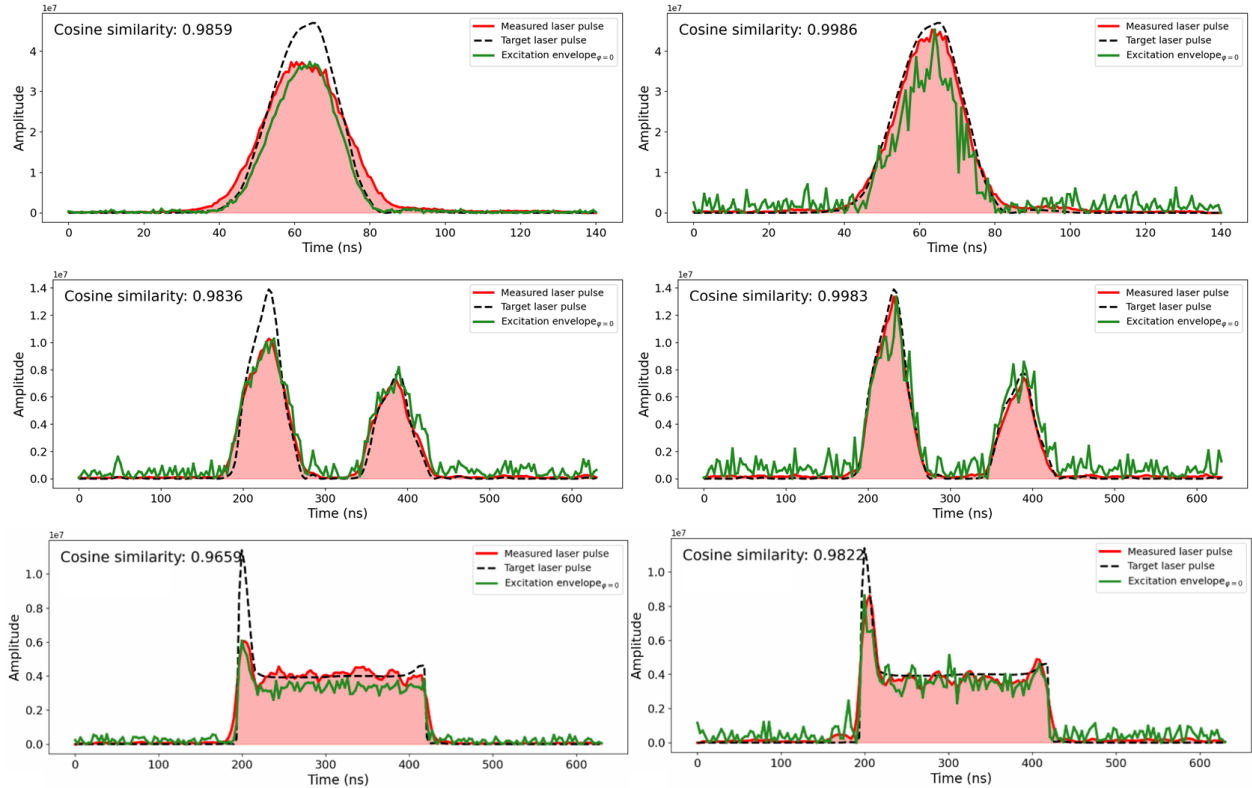 1e7
Cosine similarity: 0.9859
Measured laser pulse
Target laser pulse
Excitation envelope φ=0
Amplitude
4
3
2
1
0
0 20 40 60 80 100 120 140
Time (ns)
1e7
Cosine similarity: 0.9986
Measured laser pulse
Target laser pulse
Excitation envelope φ=0
Amplitude
4
3
2
1
0
0 20 40 60 80 100 120 140
Time (ns)
1e7
Cosine similarity: 0.9836
Measured laser pulse
Target laser pulse
Excitation envelope φ=0
Amplitude
1.4
1.2
1.0
0.8
0.6
0.4
0.2
0.0
0 100 200 300 400 500 600
Time (ns)
1e7
Cosine similarity: 0.9983
Measured laser pulse
Target laser pulse
Excitation envelope φ=0
Amplitude
1.4
1.2
1.0
0.8
0.6
0.4
0.2
0.0
0 100 200 300 400 500 600
Time (ns)
1e7
Cosine similarity: 0.9659
Measured laser pulse
Target laser pulse
Excitation envelope φ=0
Amplitude
1.0
0.8
0.6
0.4
0.2
0.0
0 100 200 300 400 500 600
Time (ns)
1e7
Cosine similarity: 0.9822
Measured laser pulse
Target laser pulse
Excitation envelope φ=0
Amplitude
1.0
0.8
0.6
0.4
0.2
0.0
0 100 200 300 400 500 600
Time (ns)